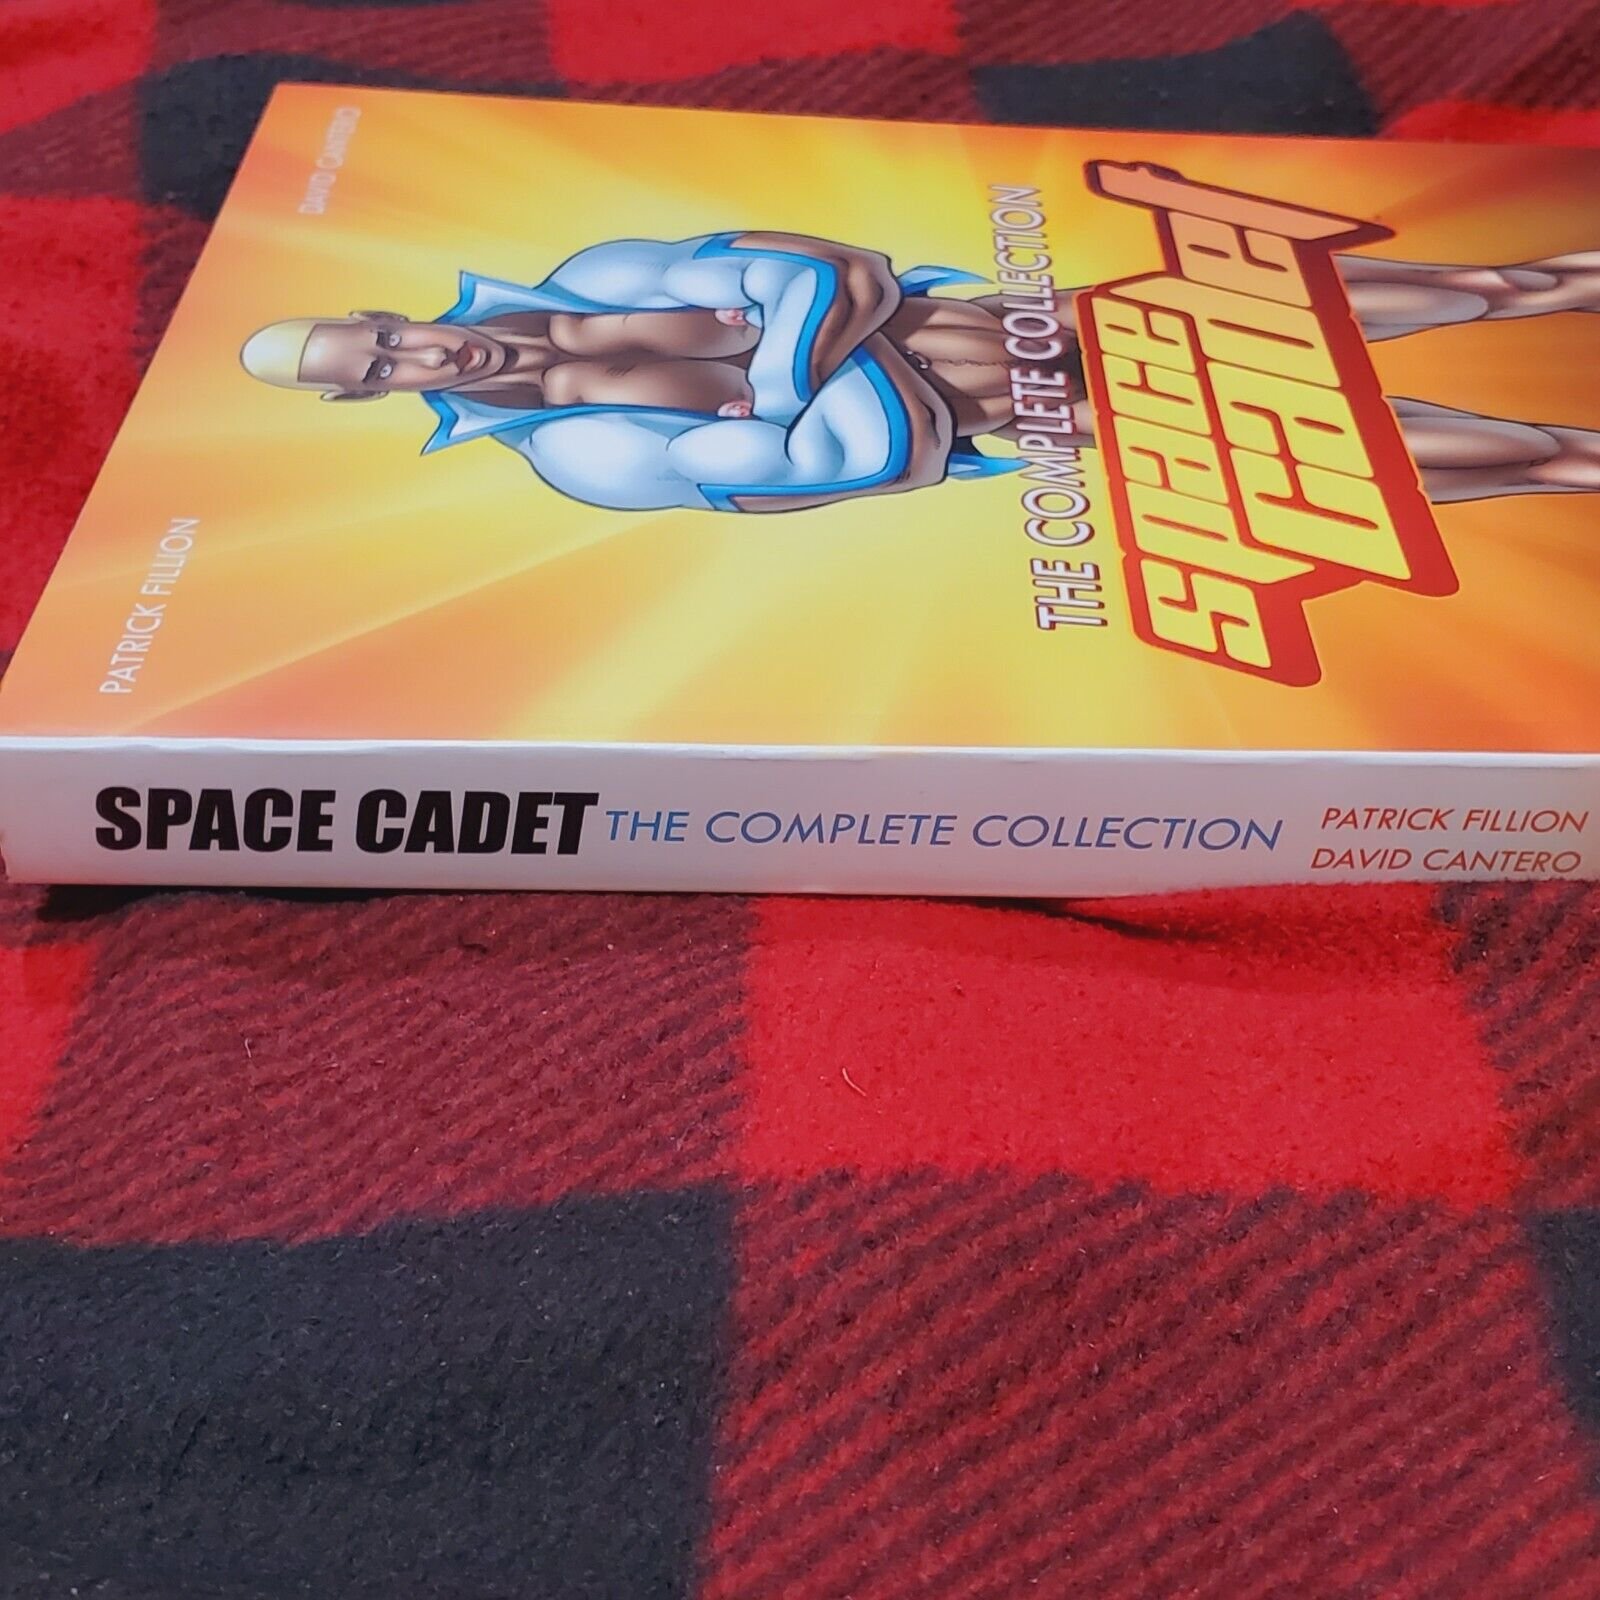 PATRICK FILLION
DAVID CANTERO
THE COMPLETE COLLECTION
space
cadet
SPACE CADET THE COMPLETE COLLECTION
PATRICK FILLION
DAVID CANTERO